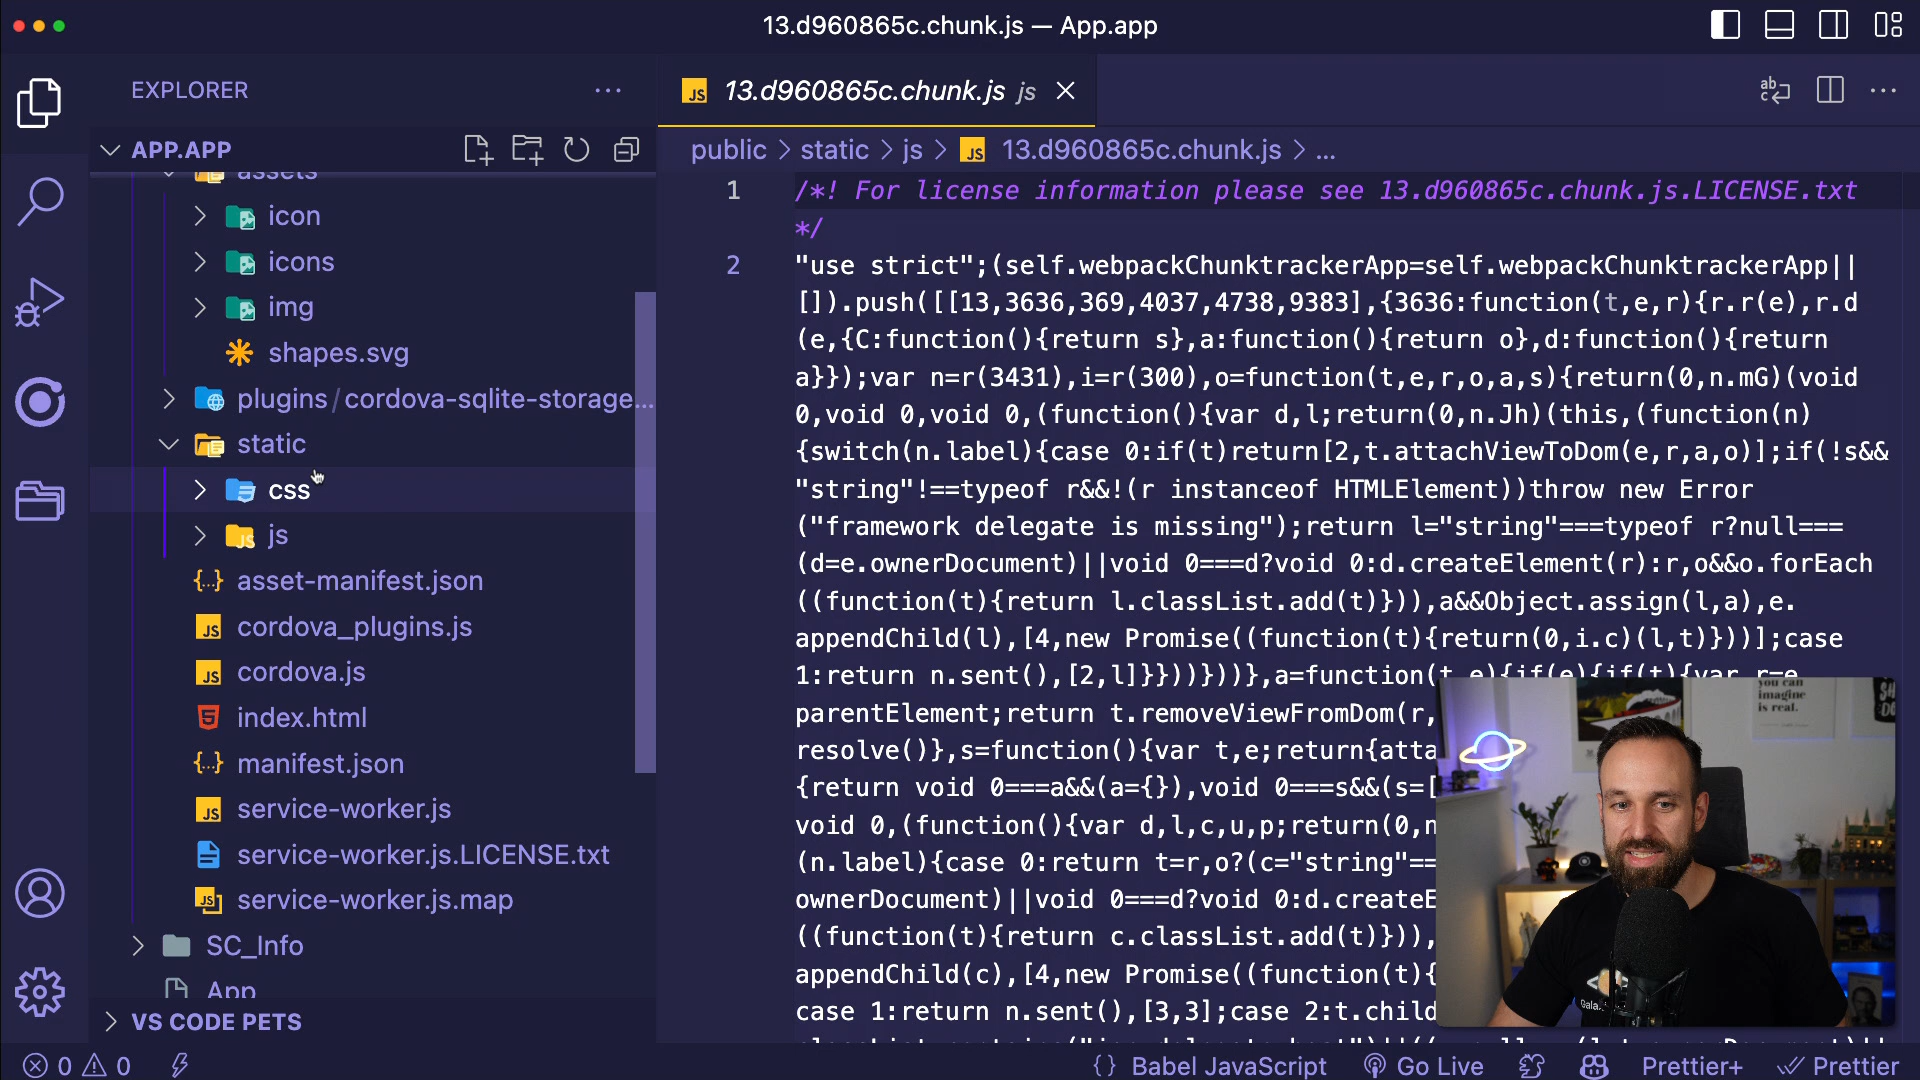 13.d960865c.chunk.js — App.app
EXPLORER
APP.APP
assets
icon
icons
img
shapes.svg
plugins/cordova-sqlite-storage...
static
css
js
asset-manifest.json
cordova_plugins.js
cordova.js
index.html
manifest.json
service-worker.js
service-worker.js.LICENSE.txt
service-worker.js.map
SC_Info
App
VS CODE PETS
13.d960865c.chunk.js js
public > static > js > JS 13.d960865c.chunk.js > ...
1 /*! For license information please see 13.d960865c.chunk.js.LICENSE.txt
*/
2 "use strict";(self.webpackChunktrackerApp=self.webpackChunktrackerApp||
[]).push([[13,3636,369,4037,4738,9383],{3636:function(t,e,r){r.r(e),r.d
(e,{C:function(){return s},a:function(){return o},d:function(){return
a}});var n=r(3431),i=r(300),o=function(t,e,r,o,a,s){return(0,n.mG)(void
0,void 0,void 0,(function(){var d,l;return(0,n.Jh)(this,(function(n)
{switch(n.label){case 0:if(t)return[2,t.attachViewToDom(e,r,a,o)];if(!s&&
"string"!==typeof r&&!(r instanceof HTMLElement))throw new Error
("framework delegate is missing");return l="string"===typeof r?null===
(d=e.ownerDocument)||void 0===d?void 0:d.createElement(r):r,o&&o.forEach
((function(t){return l.classList.add(t)})),a&&Object.assign(l,a),e.
appendChild(l),[4,new Promise((function(t){return(0,i.c)(l,t)}))];case
1:return n.sent(),[2,l]}}))}))},a=function(t,e){if(e){if(t){var r=e.
parentElement;return t.removeViewFromDom(r,
resolve()},s=function(){var t,e;return{atta
{return void 0===a&&(a={}),void 0===s&&(s=[
void 0,(function(){var d,l,c,u,p;return(0,n
(n.label){case 0:return t=r,o?(c="string"==
ownerDocument)||void 0===d?void 0:d.createE
((function(t){return c.classList.add(t)})),
appendChild(c),[4,new Promise((function(t){
case 1:return n.sent(),[3,3];case 2:t.child
you can
imagine
is real.
0 0
{} Babel JavaScript
Go Live
Prettier+
Prettier